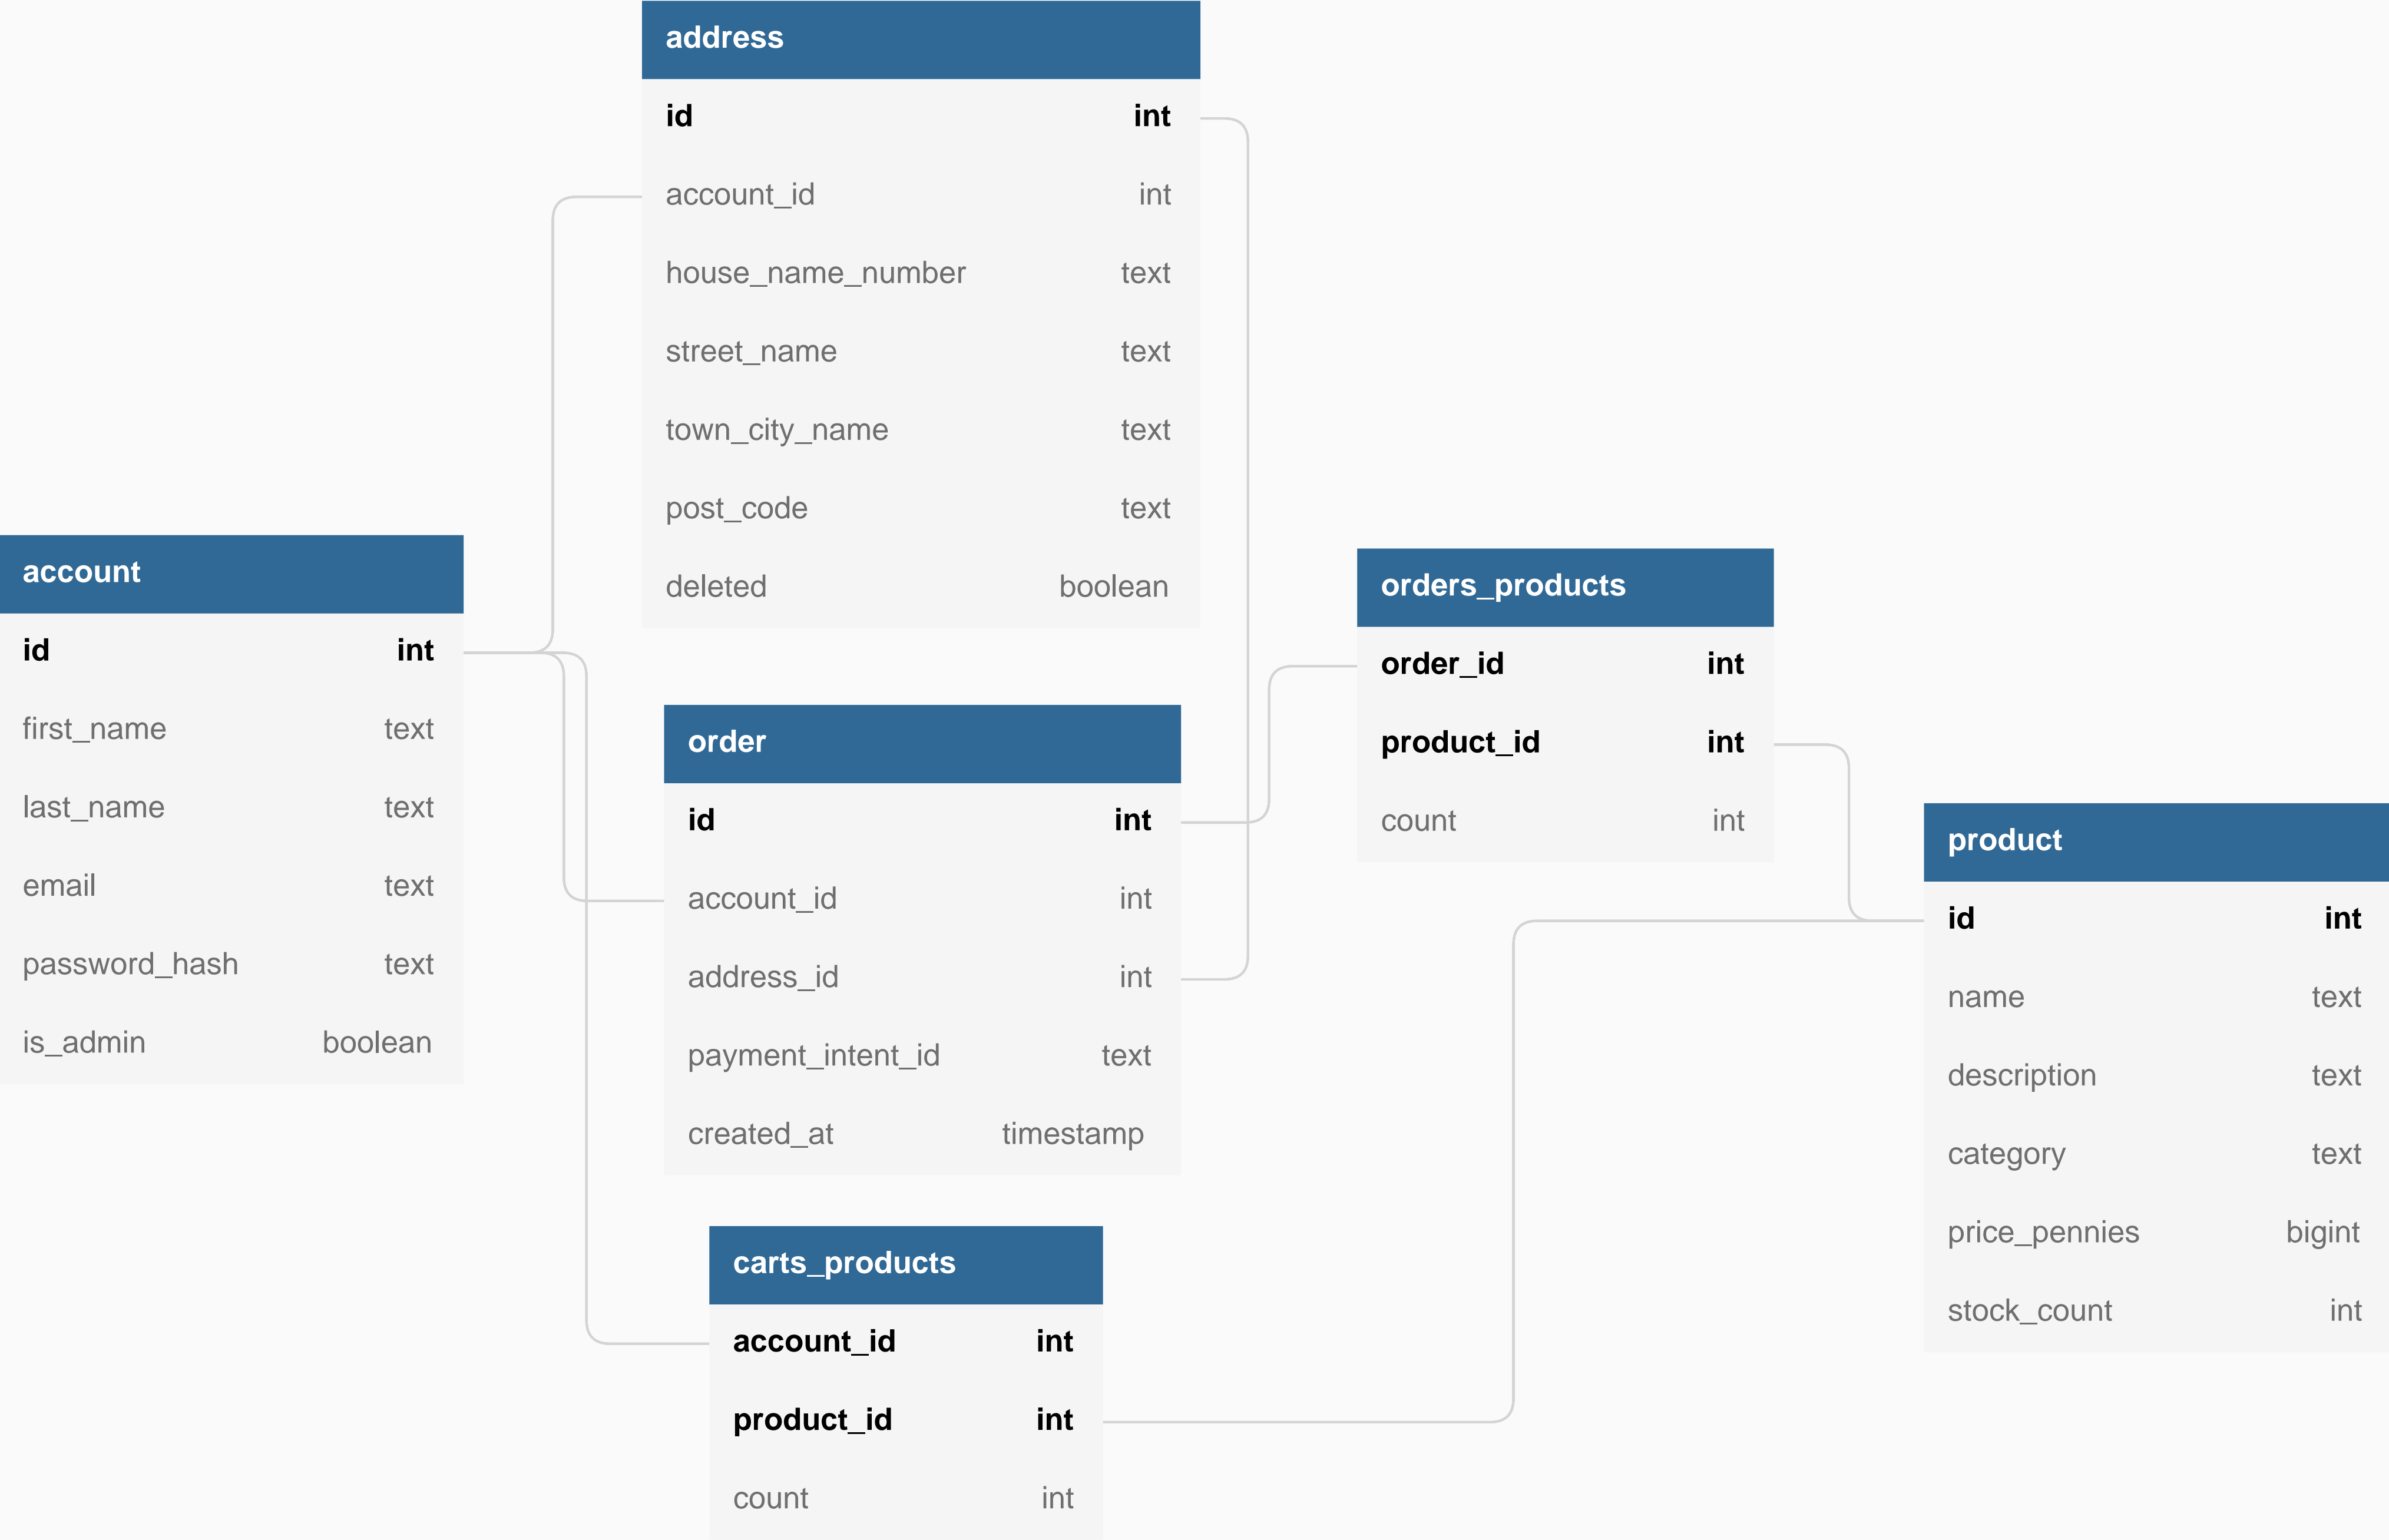 address
id int
account_id int
house_name_number text
street_name text
town_city_name text
post_code text
deleted boolean
account
id int
first_name text
last_name text
email text
password_hash text
is_admin boolean
order
id int
account_id int
address_id int
payment_intent_id text
created_at timestamp
carts_products
account_id int
product_id int
count int
orders_products
order_id int
product_id int
count int
product
id int
name text
description text
category text
price_pennies bigint
stock_count int